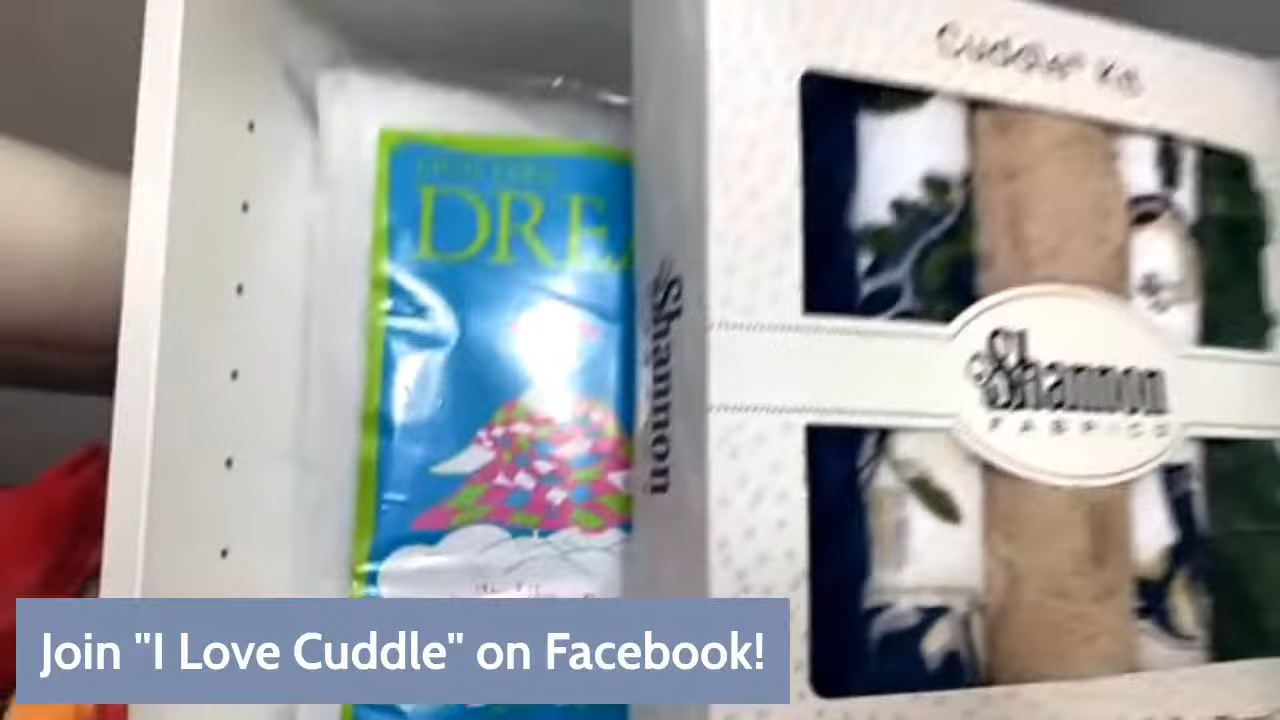 Cuddle® Kit
DRE
Shannon
Shannon
FABRICS
Join "I Love Cuddle" on Facebook!